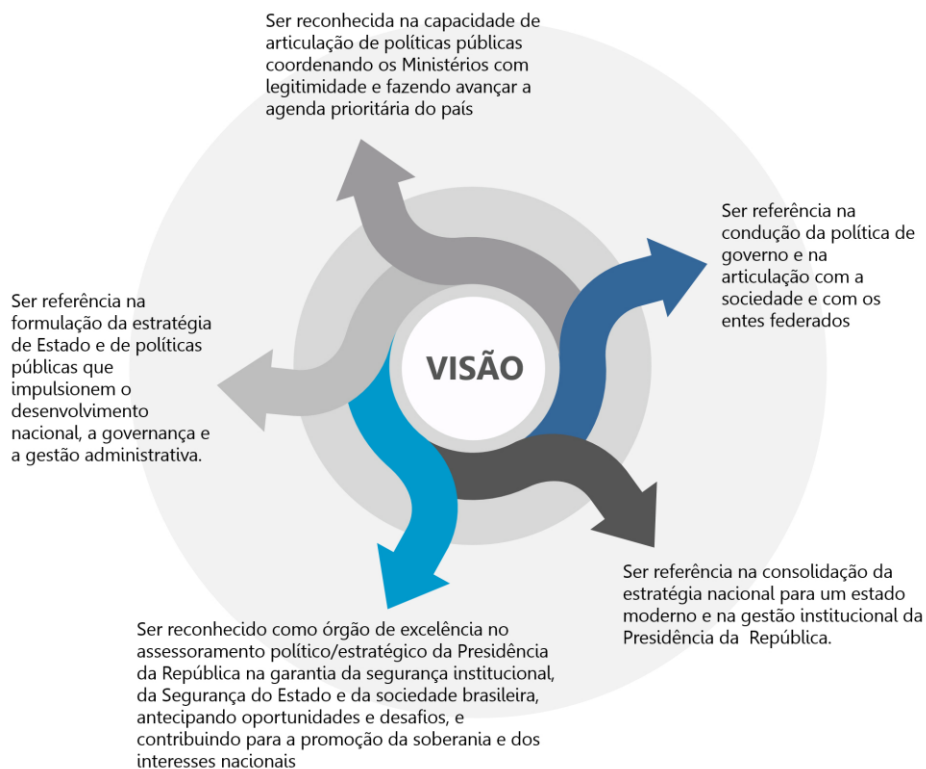 Ser reconhecida na capacidade de
articulação de políticas públicas
coordenando os Ministérios com
legitimidade e fazendo avançar a
agenda prioritária do país
Ser referência na
condução da política de
governo e na
articulação com a
sociedade e com os
entes federados
Ser referência na
formulação da estratégia
de Estado e de políticas
públicas que
impulsionem o
desenvolvimento
nacional, a governança e
a gestão administrativa.
VISÃO
Ser referência na consolidação da
estratégia nacional para um estado
moderno e na gestão institucional da
Presidência da República.
Ser reconhecido como órgão de excelência no
assessoramento político/estratégico da Presidência
da República na garantia da segurança institucional,
da Segurança do Estado e da sociedade brasileira,
antecipando oportunidades e desafios, e
contribuindo para a promoção da soberania e dos
interesses nacionais